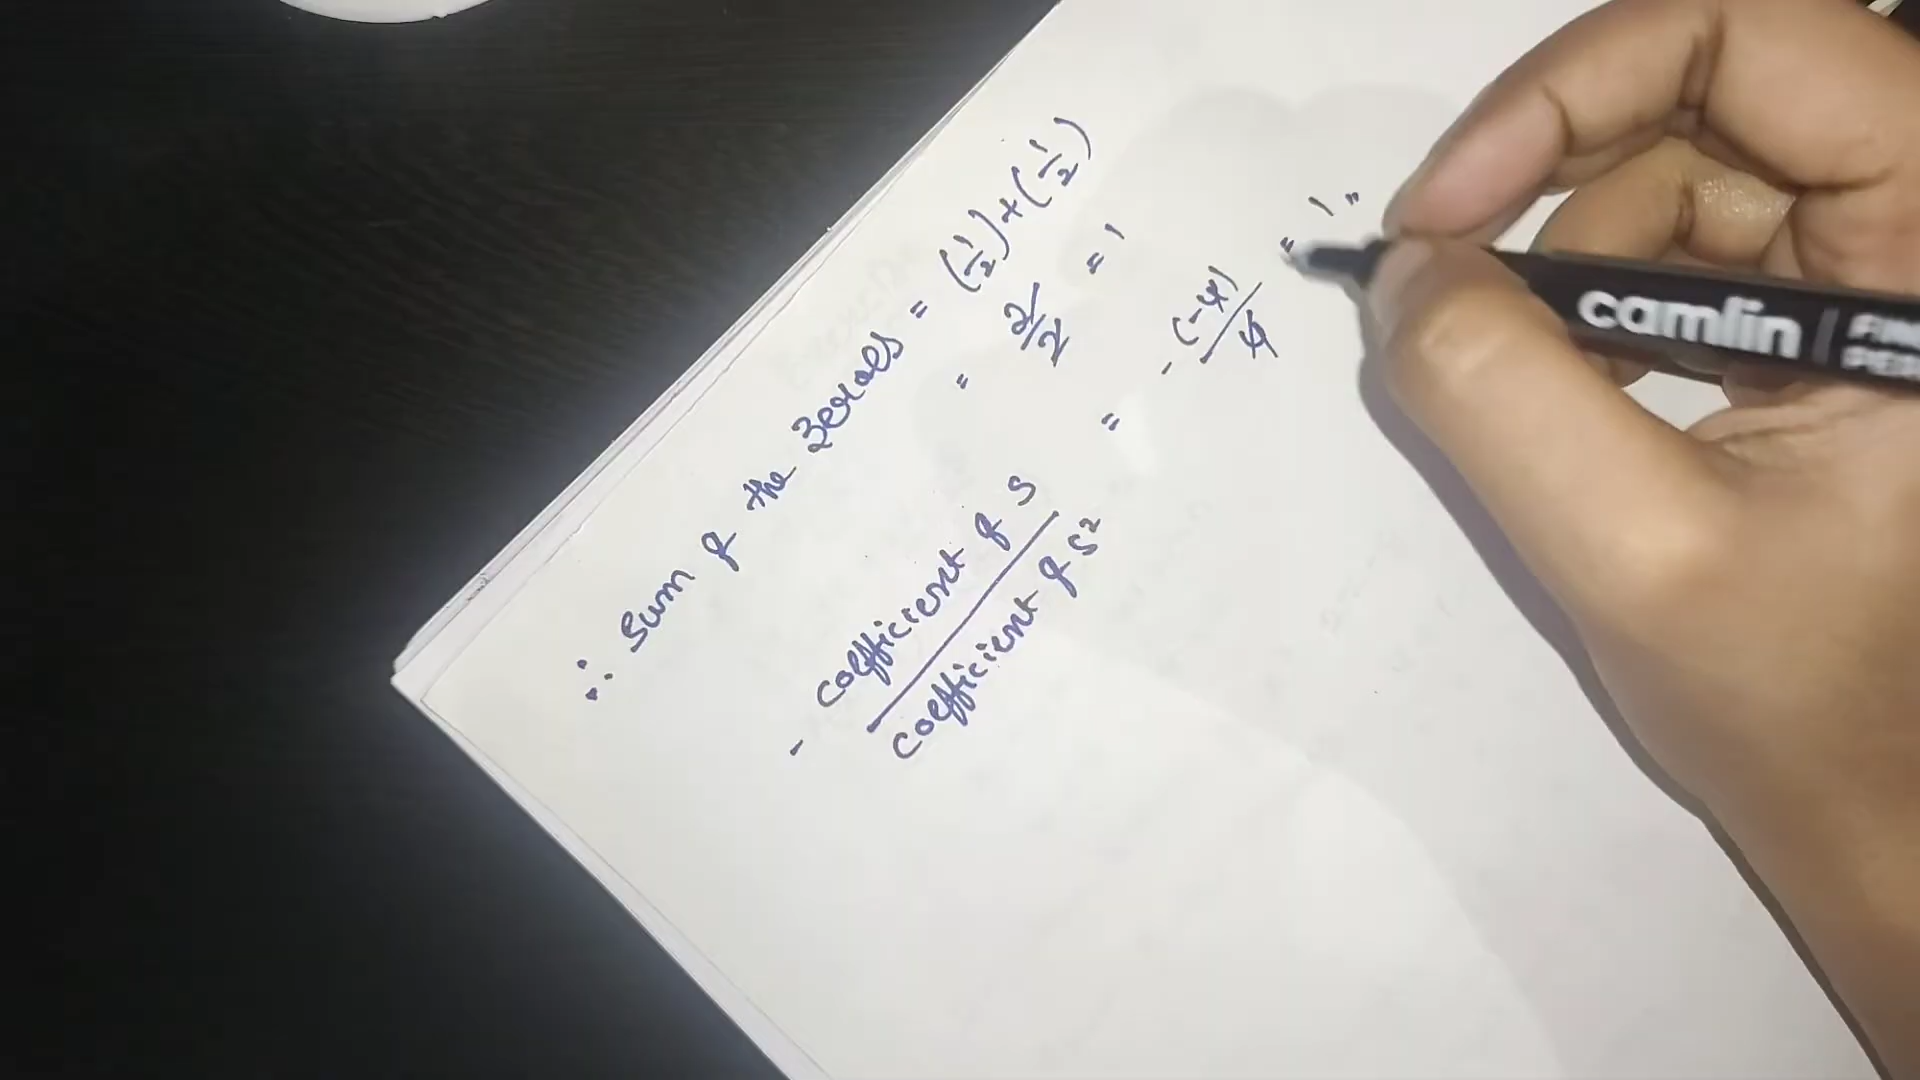 ∴ Sum of the Zeroes = (1/2) + (1/2)
= 2/2 = 1
- coefficient of S / coefficient of S² = - (-4) / 4 = 1 "
camlin